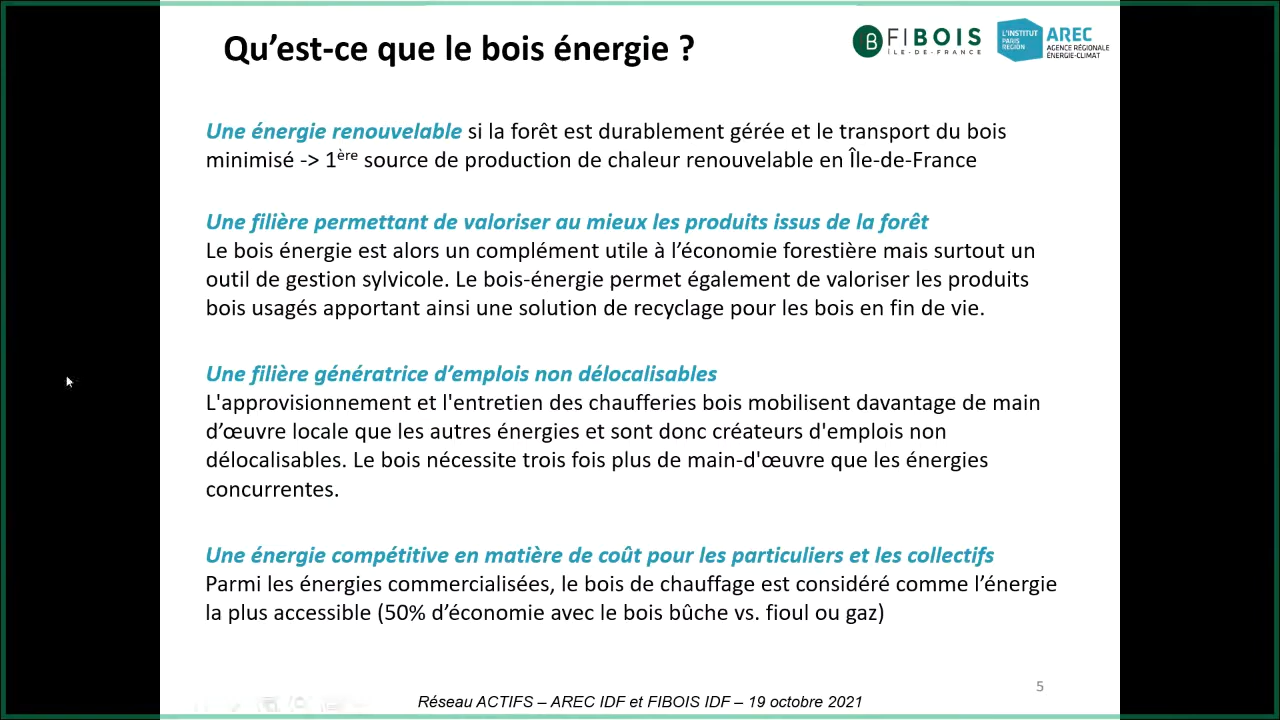 Qu’est-ce que le bois énergie ?
B FIBOIS
ÎLE-DE-FRANCE
L'INSTITUT
PARIS
REGION
AREC
AGENCE RÉGIONALE
ÉNERGIE-CLIMAT
Une énergie renouvelable si la forêt est durablement gérée et le transport du bois
minimisé -> 1ère source de production de chaleur renouvelable en Île-de-France
Une filière permettant de valoriser au mieux les produits issus de la forêt
Le bois énergie est alors un complément utile à l’économie forestière mais surtout un
outil de gestion sylvicole. Le bois-énergie permet également de valoriser les produits
bois usagés apportant ainsi une solution de recyclage pour les bois en fin de vie.
Une filière génératrice d’emplois non délocalisables
L'approvisionnement et l'entretien des chaufferies bois mobilisent davantage de main
d’œuvre locale que les autres énergies et sont donc créateurs d'emplois non
délocalisables. Le bois nécessite trois fois plus de main-d'œuvre que les énergies
concurrentes.
Une énergie compétitive en matière de coût pour les particuliers et les collectifs
Parmi les énergies commercialisées, le bois de chauffage est considéré comme l’énergie
la plus accessible (50% d’économie avec le bois bûche vs. fioul ou gaz)
5
Réseau ACTIFS – AREC IDF et FIBOIS IDF – 19 octobre 2021